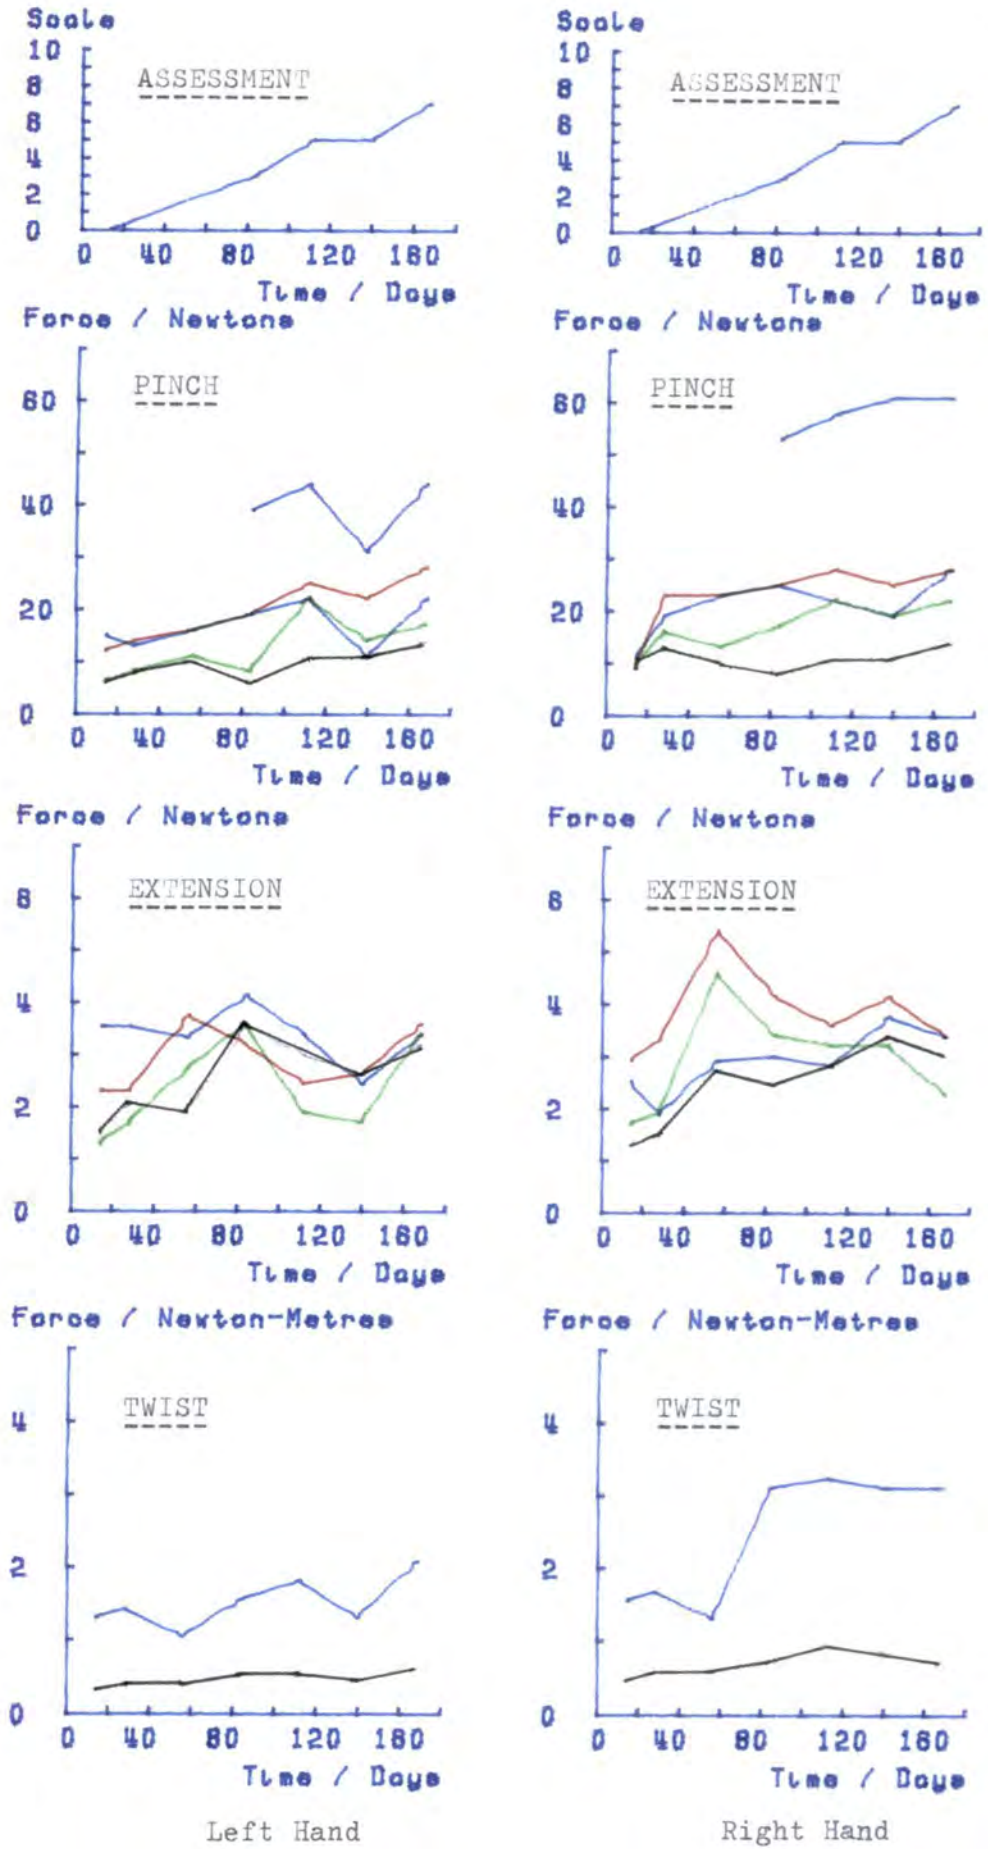 Scale
10
ASSESSMENT
8
6
4
2
0
0 40 80 120 160
Time / Days
Scale
10
ASSESSMENT
8
6
4
2
0
0 40 80 120 160
Time / Days
Force / Newtons
PINCH
60
40
20
0
0 40 80 120 160
Time / Days
Force / Newtons
PINCH
60
40
20
0
0 40 80 120 160
Time / Days
Force / Newtons
EXTENSION
6
4
2
0
0 40 80 120 160
Time / Days
Force / Newtons
EXTENSION
6
4
2
0
0 40 80 120 160
Time / Days
Force / Newton-Metres
TWIST
4
2
0
0 40 80 120 160
Time / Days
Left Hand
Force / Newton-Metres
TWIST
4
2
0
0 40 80 120 160
Time / Days
Right Hand